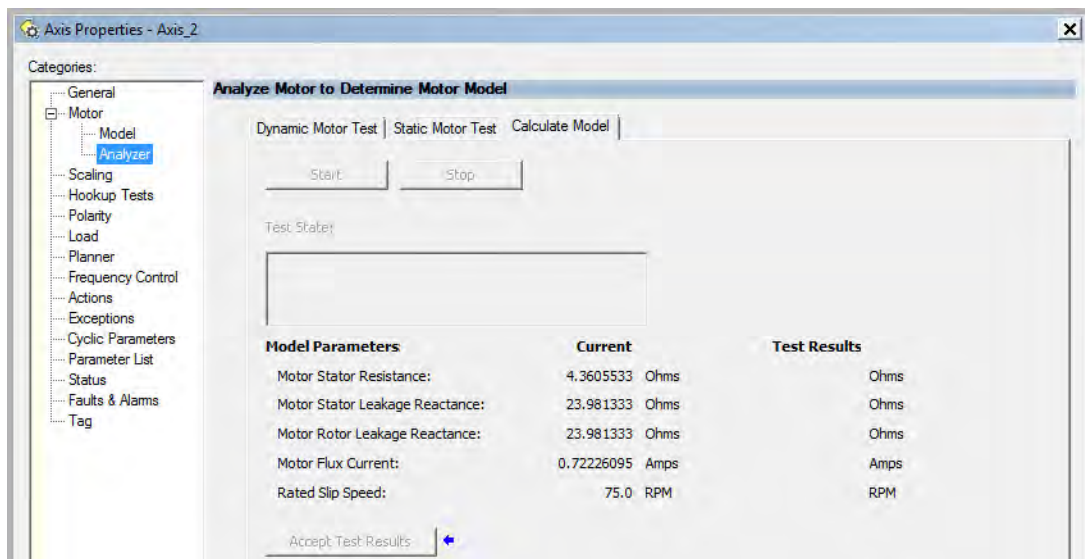 Axis Properties - Axis_2
Categories:
General
Motor
Model
Analyzer
Scaling
Hookup Tests
Polarity
Load
Planner
Frequency Control
Actions
Exceptions
Cyclic Parameters
Parameter List
Status
Faults & Alarms
Tag
Analyze Motor to Determine Motor Model
Dynamic Motor Test Static Motor Test Calculate Model
Start Stop
Test State:
Model Parameters Current Test Results
Motor Stator Resistance: 4.3605533 Ohms Ohms
Motor Stator Leakage Reactance: 23.981333 Ohms Ohms
Motor Rotor Leakage Reactance: 23.981333 Ohms Ohms
Motor Flux Current: 0.72226095 Amps Amps
Rated Slip Speed: 75.0 RPM RPM
Accept Test Results